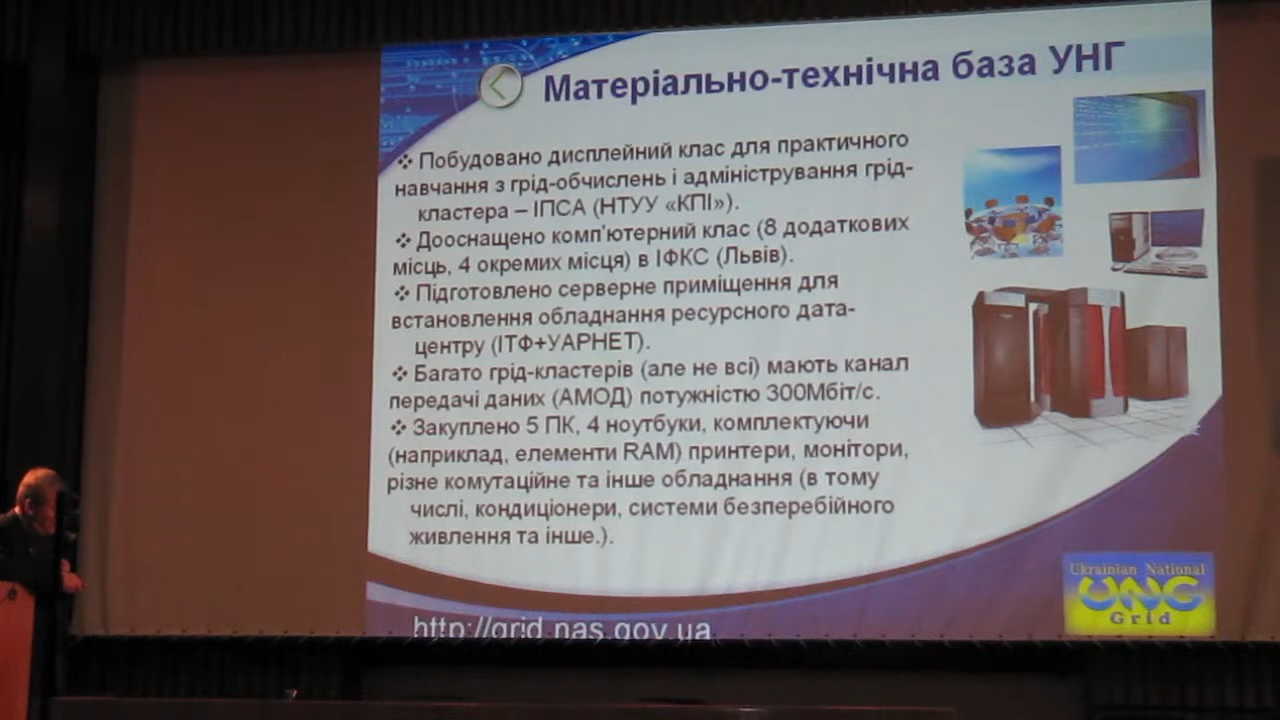 Матеріально-технічна база УНГ
❖ Побудовано дисплейний клас для практичного
навчання з грід-обчислень і адміністрування грід-
кластера – ІПСА (НТУУ «КПІ»).
❖ Дооснащено комп'ютерний клас (8 додаткових
місць, 4 окремих місця) в ІФКС (Львів).
❖ Підготовлено серверне приміщення для
встановлення обладнання ресурсного дата-
центру (ІТФ+УАРНЕТ).
❖ Багато грід-кластерів (але не всі) мають канал
передачі даних (АМОД) потужністю 300Мбіт/с.
❖ Закуплено 5 ПК, 4 ноутбуки, комплектуючи
(наприклад, елементи RAM) принтери, монітори,
різне комутаційне та інше обладнання (в тому
числі, кондиціонери, системи безперебійного
живлення та інше.).
Ukrainian National
UNG
Grid
http://grid.nas.gov.ua